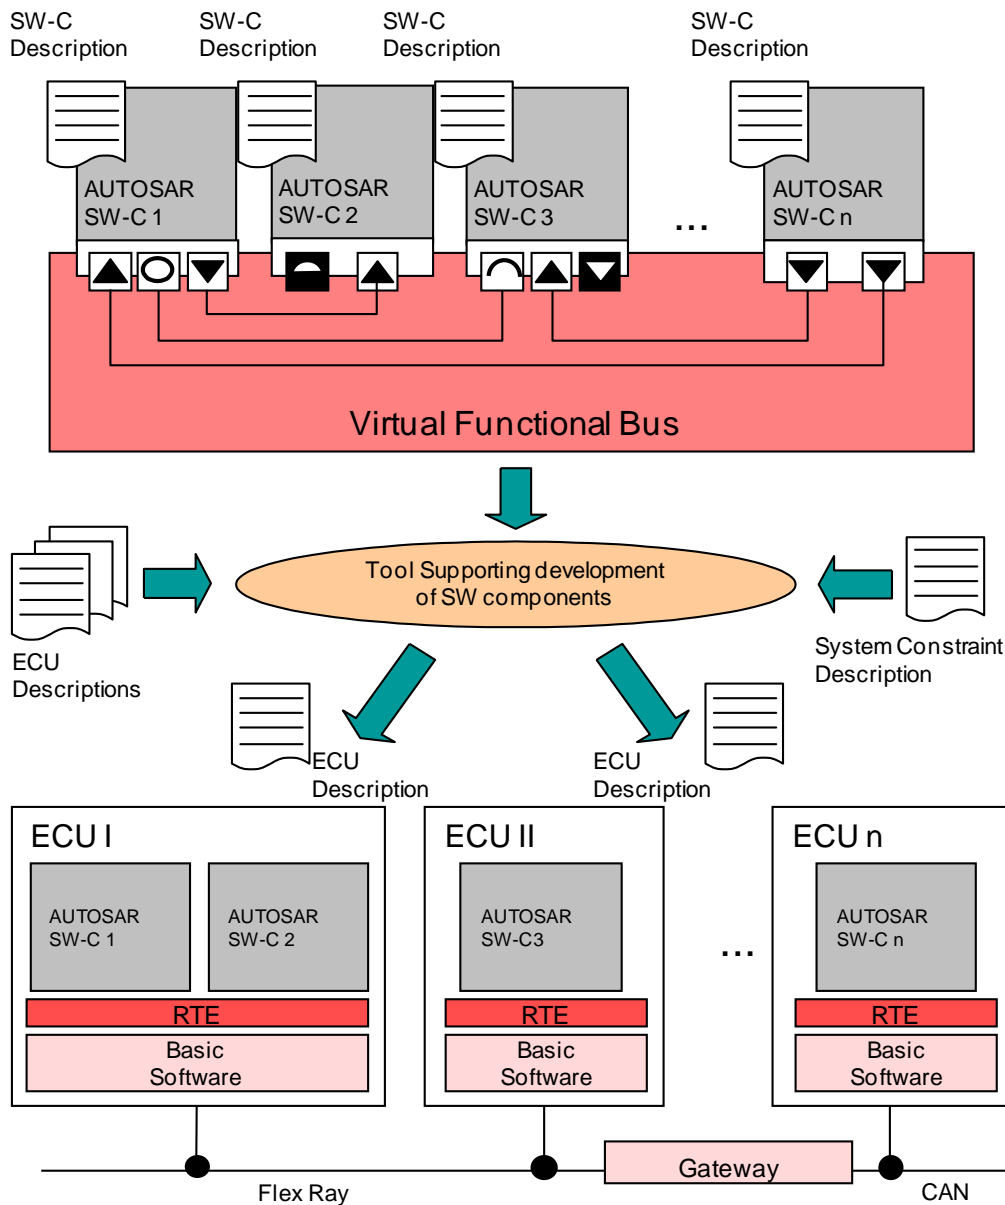 SW-C
Description
SW-C
Description
SW-C
Description
SW-C
Description
AUTOSAR
SW-C 1
AUTOSAR
SW-C 2
AUTOSAR
SW-C 3
...
AUTOSAR
SW-C n
Virtual Functional Bus
Tool Supporting development
of SW components
ECU
Descriptions
System Constraint
Description
ECU
Description
ECU
Description
ECU I
AUTOSAR
SW-C 1
AUTOSAR
SW-C 2
RTE
Basic
Software
ECU II
AUTOSAR
SW-C3
RTE
Basic
Software
...
ECU n
AUTOSAR
SW-C n
RTE
Basic
Software
Gateway
Flex Ray
CAN